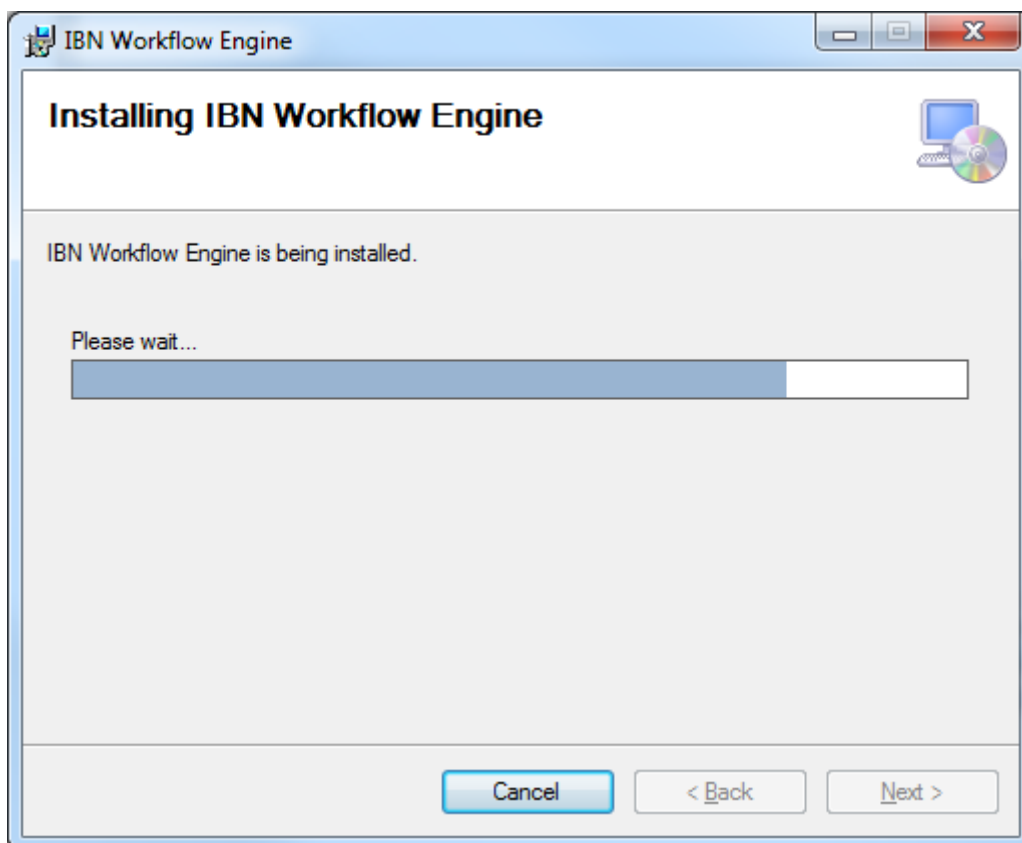 IBN Workflow Engine
Installing IBN Workflow Engine
IBN Workflow Engine is being installed.
Please wait...
Cancel
< Back
Next >